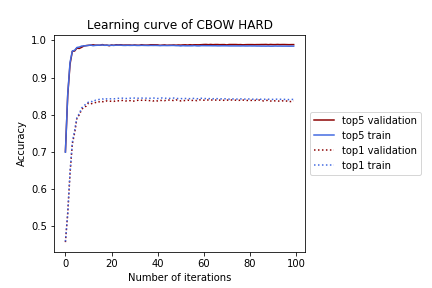 Learning curve of CBOW HARD
1.0
0.9
0.8
0.7
0.6
0.5
Accuracy
0
20
40
60
80
100
Number of iterations
top5 validation
top5 train
top1 validation
top1 train